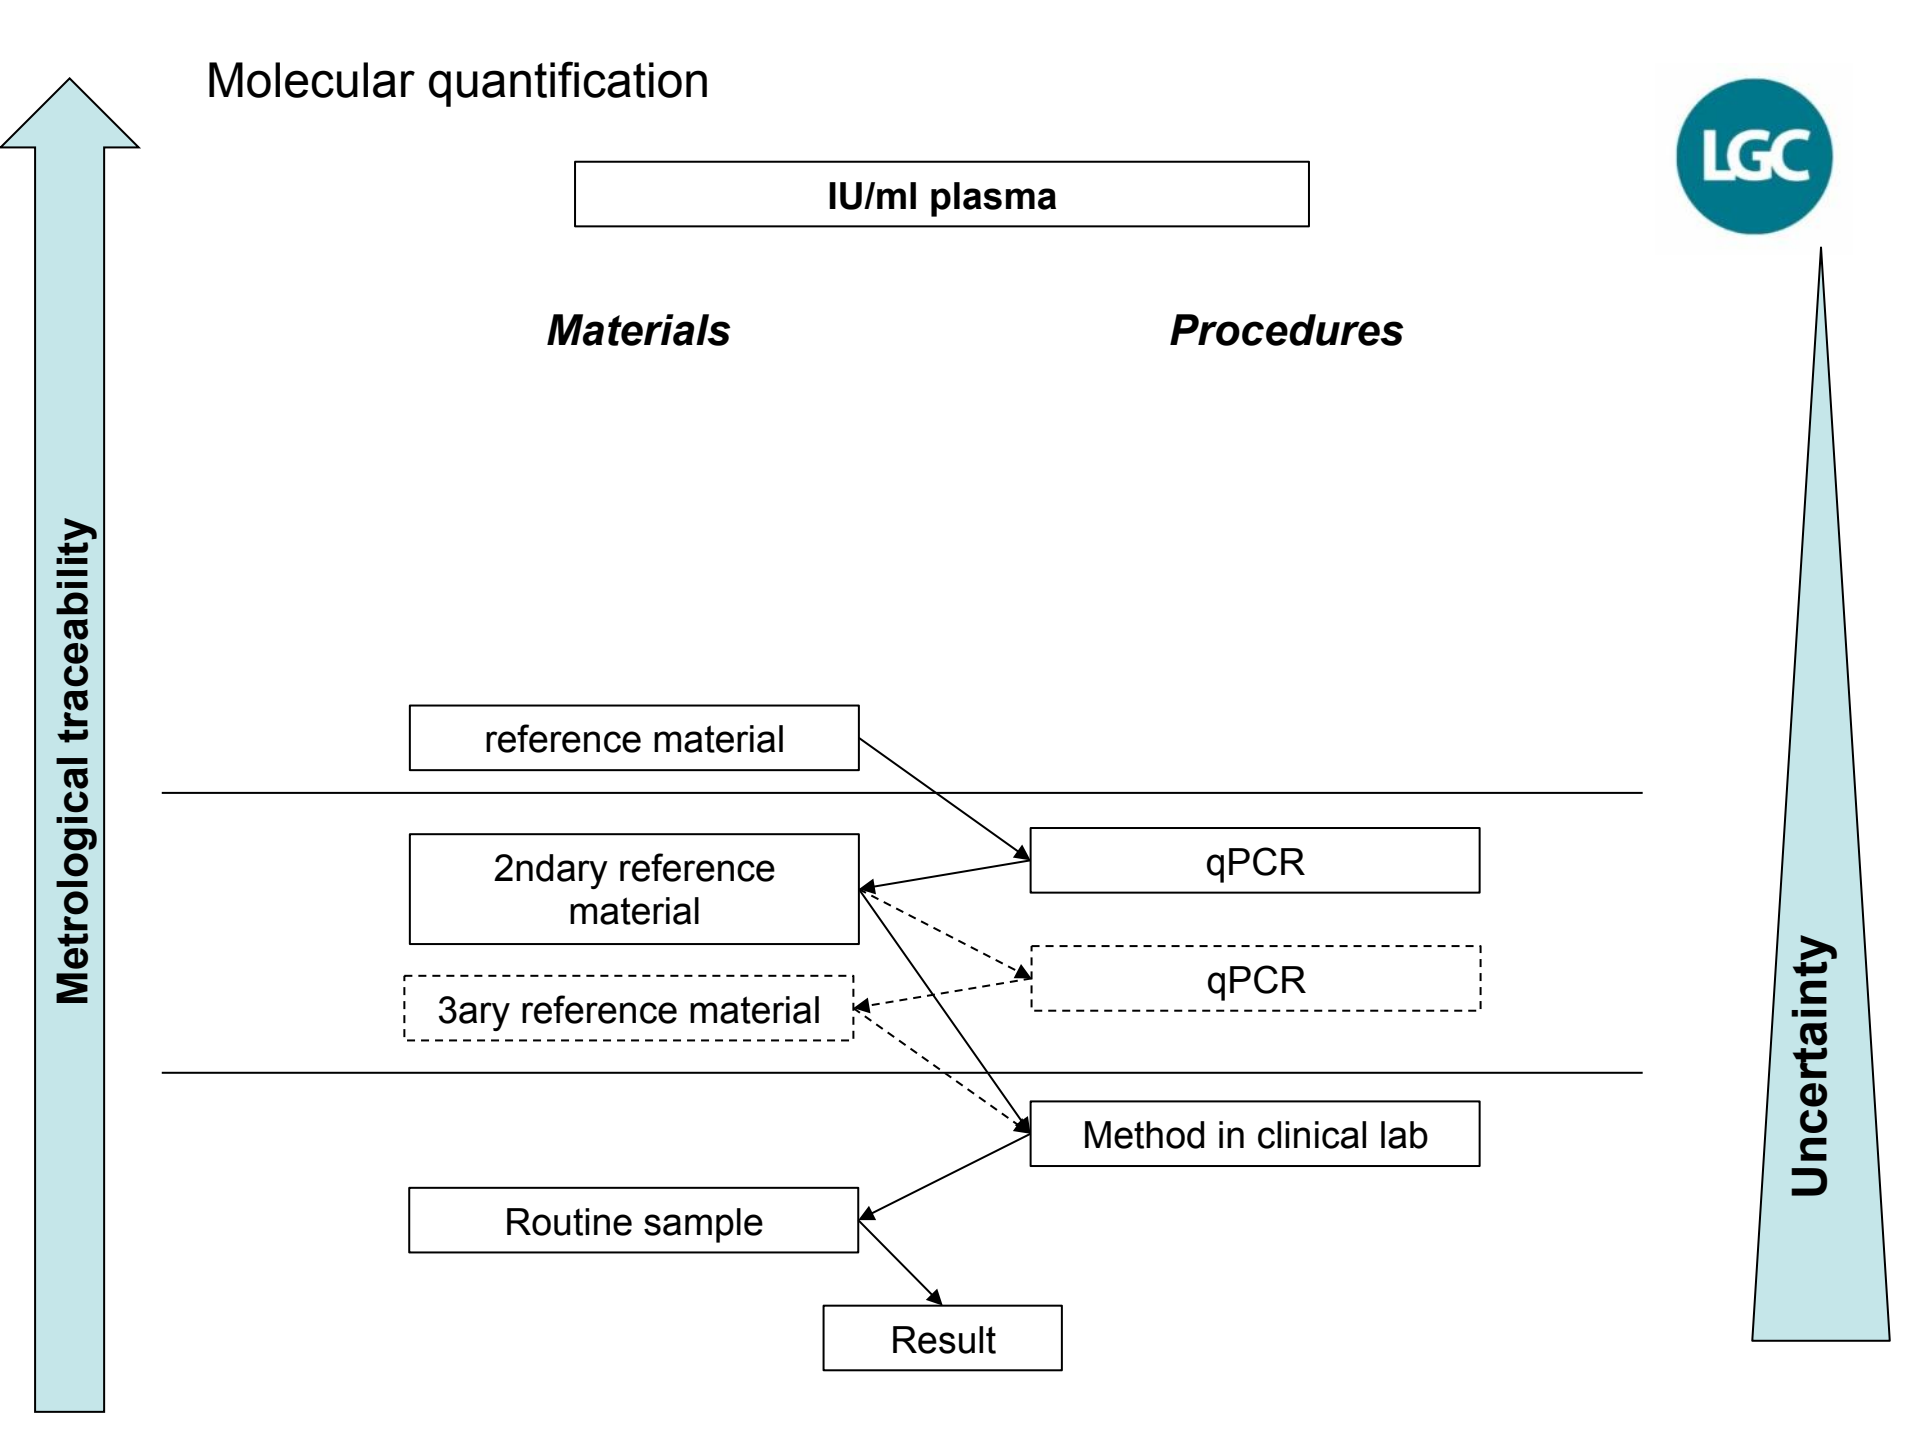 Molecular quantification
LGC
IU/ml plasma
Materials
Procedures
Metrological traceability
reference material
2ndary reference
material
qPCR
qPCR
3ary reference material
Uncertainty
Method in clinical lab
Routine sample
Result